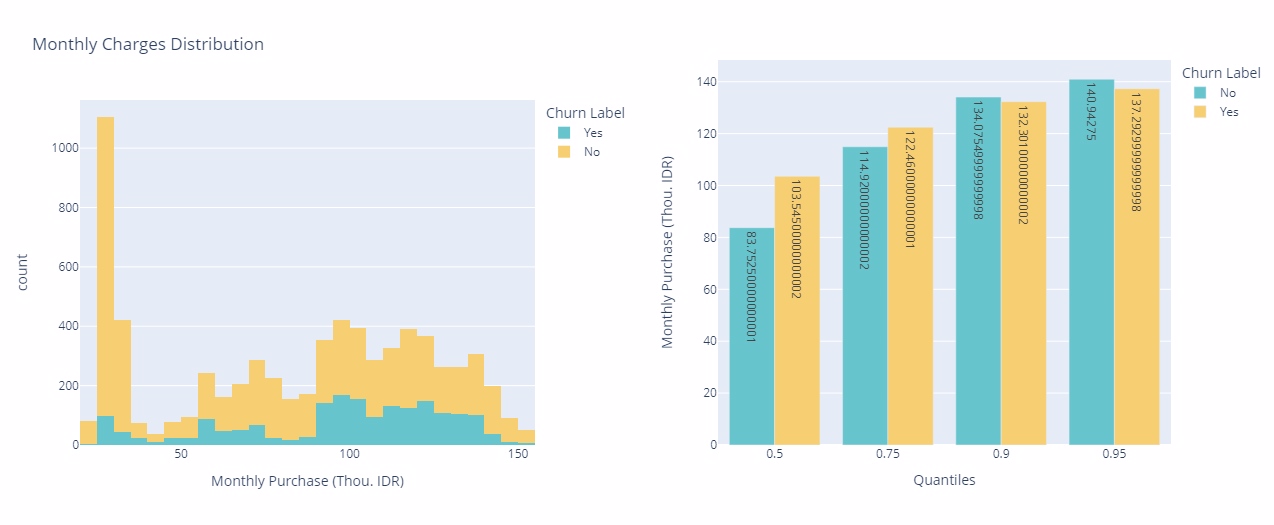 Monthly Charges Distribution
Churn Label
Yes
No
1000
800
600
400
200
0
count
50
100
150
Monthly Purchase (Thou. IDR)
Churn Label
No
Yes
140
120
100
80
60
40
20
0
Monthly Purchase (Thou. IDR)
83.75250000000001
103.54500000000002
114.92000000000002
122.46000000000001
134.07549999999998
132.30100000000002
140.94275
137.29299999999998
0.5
0.75
0.9
0.95
Quantiles